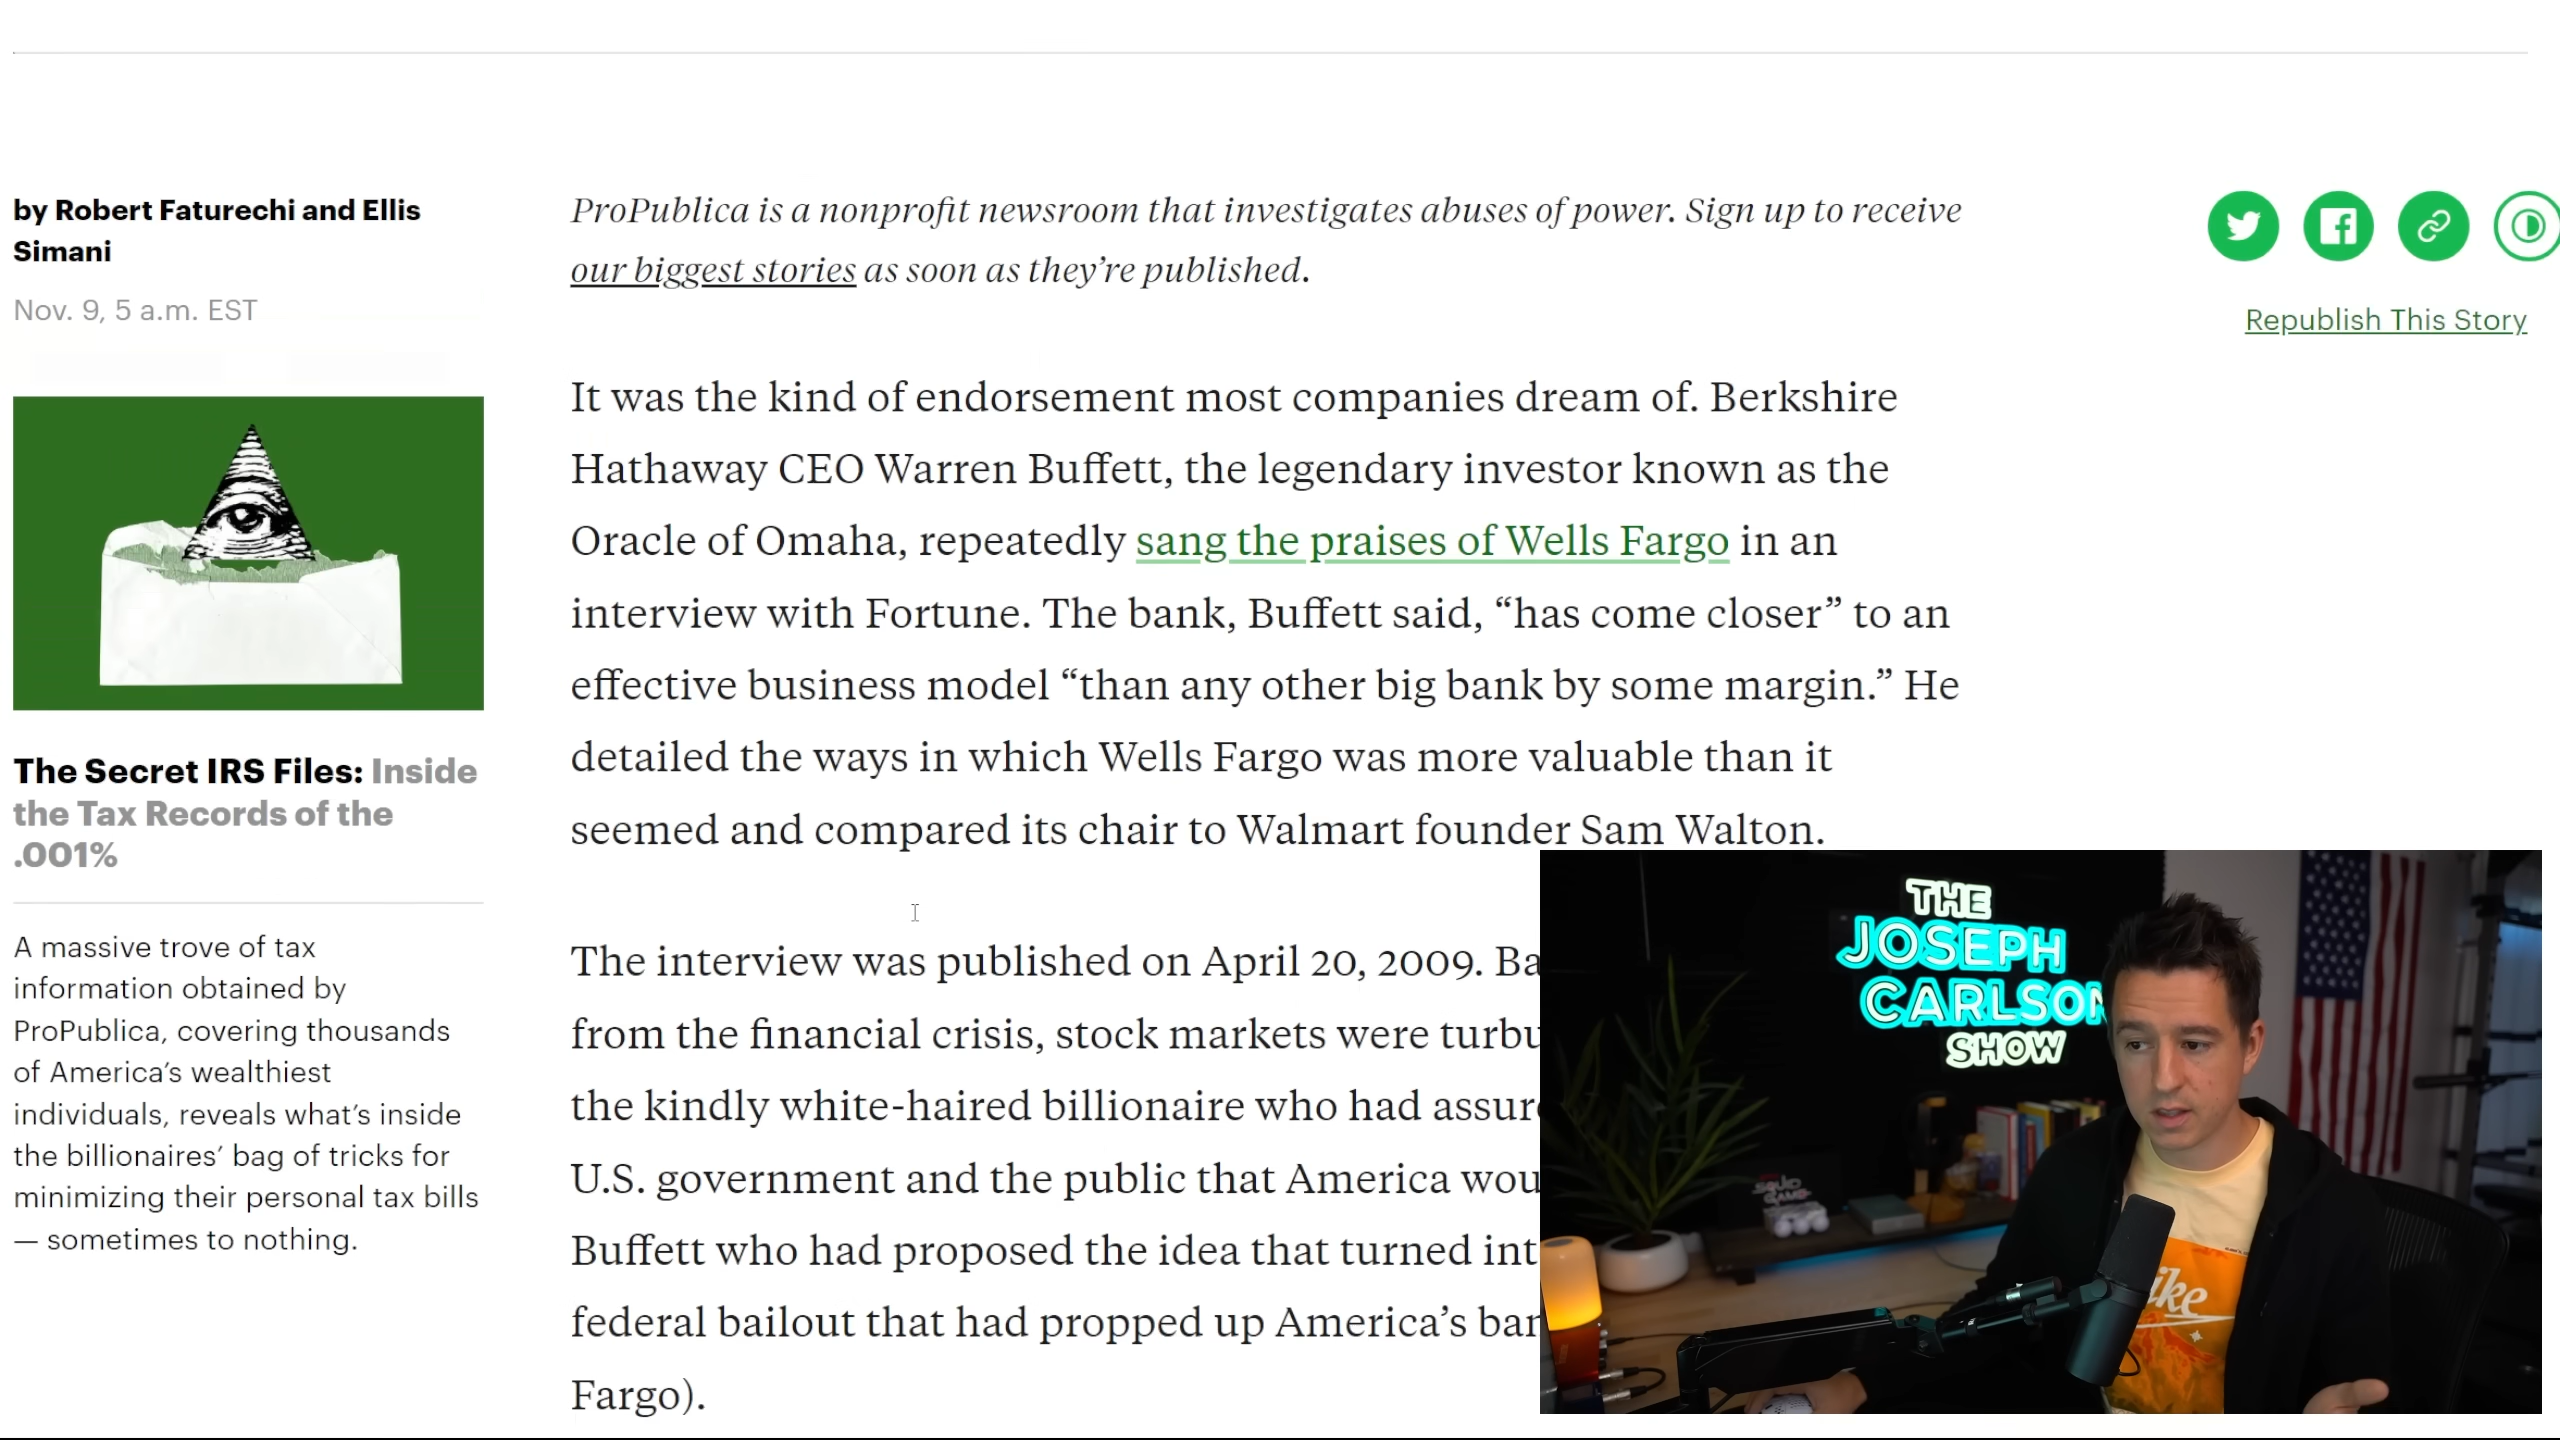 by Robert Faturechi and Ellis
Simani
Nov. 9, 5 a.m. EST
The Secret IRS Files: Inside
the Tax Records of the
.001%
A massive trove of tax
information obtained by
ProPublica, covering thousands
of America’s wealthiest
individuals, reveals what’s inside
the billionaires’ bag of tricks for
minimizing their personal tax bills
— sometimes to nothing.
ProPublica is a nonprofit newsroom that investigates abuses of power. Sign up to receive
our biggest stories as soon as they’re published.
It was the kind of endorsement most companies dream of. Berkshire
Hathaway CEO Warren Buffett, the legendary investor known as the
Oracle of Omaha, repeatedly sang the praises of Wells Fargo in an
interview with Fortune. The bank, Buffett said, “has come closer” to an
effective business model “than any other big bank by some margin.” He
detailed the ways in which Wells Fargo was more valuable than it
seemed and compared its chair to Walmart founder Sam Walton.
The interview was published on April 20, 2009.
from the financial crisis, stock markets were
the kindly white-haired billionaire who had
U.S. government and the public that America
Buffett who had proposed the idea that turned
federal bailout that had propped up America’s
Fargo).
Republish This Story
THE
JOSEPH
CARLSON
SHOW